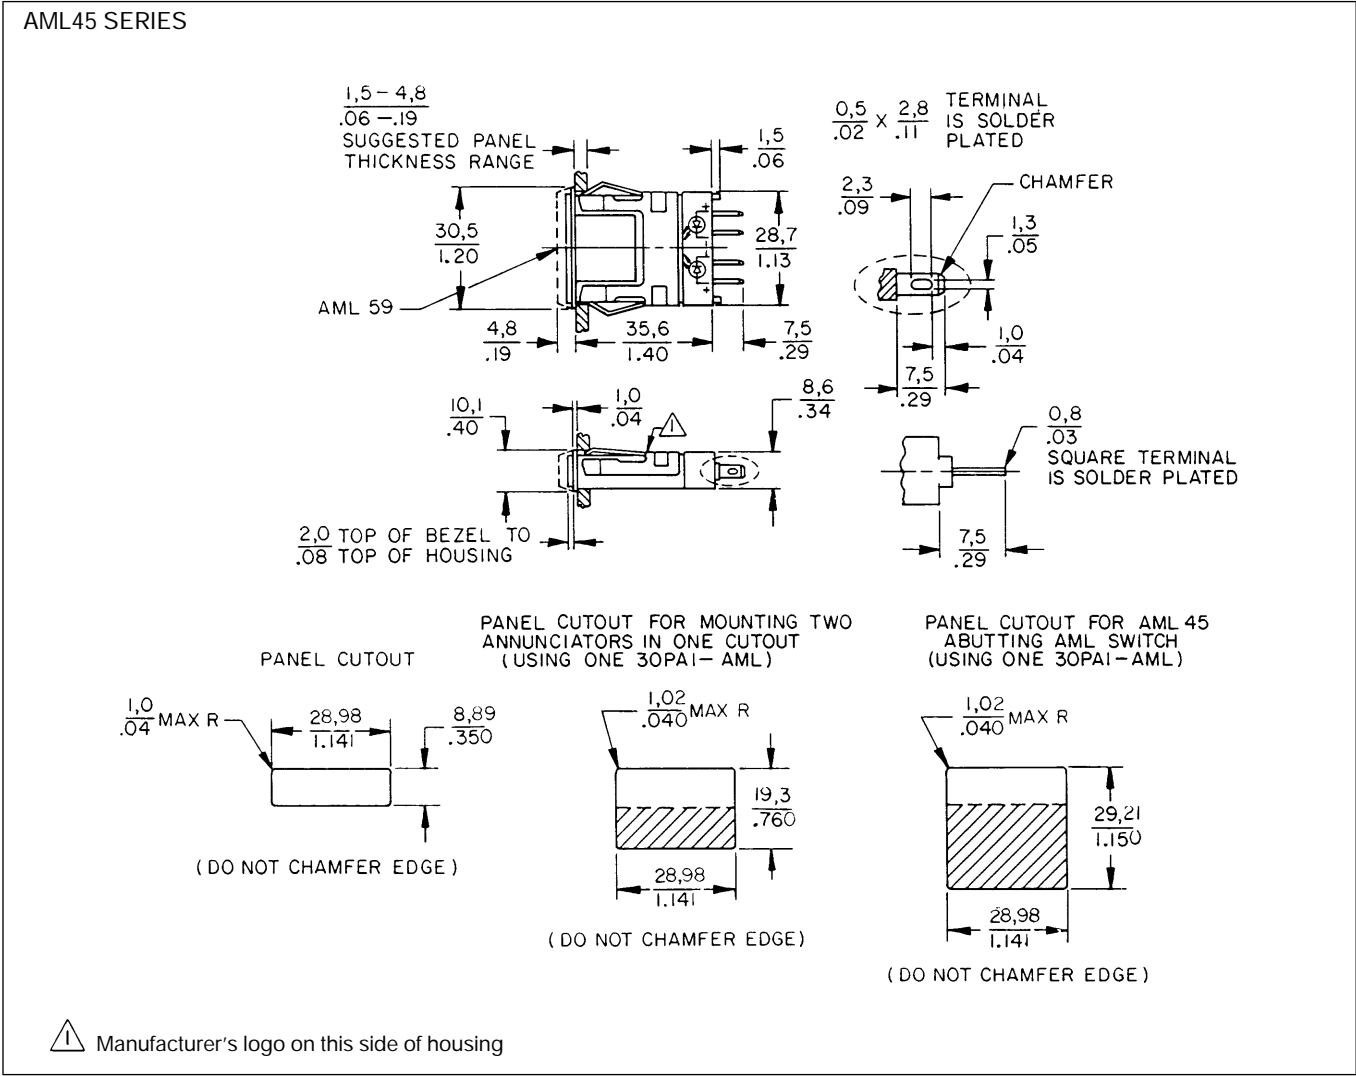 AML45 SERIES
1,5 – 4,8
.06 – .19
SUGGESTED PANEL
THICKNESS RANGE
1,5
.06
0,5
.02
X
2,8
.11
TERMINAL
IS SOLDER
PLATED
2,3
.09
CHAMFER
30,5
1.20
28,7
1.13
1,3
.05
AML 59
4,8
.19
35,6
1.40
7,5
.29
1,0
.04
7,5
.29
10,1
.40
1,0
.04
1
8,6
.34
0,8
.03
SQUARE TERMINAL
IS SOLDER PLATED
2,0
.08
TOP OF BEZEL TO
TOP OF HOUSING
7,5
.29
PANEL CUTOUT
1,0
.04
MAX R
28,98
1.141
8,89
.350
(DO NOT CHAMFER EDGE)
PANEL CUTOUT FOR MOUNTING TWO
ANNUNCIATORS IN ONE CUTOUT
(USING ONE 30PA1–AML)
1,02
.040
MAX R
19,3
.760
28,98
1.141
(DO NOT CHAMFER EDGE)
PANEL CUTOUT FOR AML 45
ABUTTING AML SWITCH
(USING ONE 30PA1–AML)
1,02
.040
MAX R
29,21
1.150
28,98
1.141
(DO NOT CHAMFER EDGE)
1 Manufacturer's logo on this side of housing